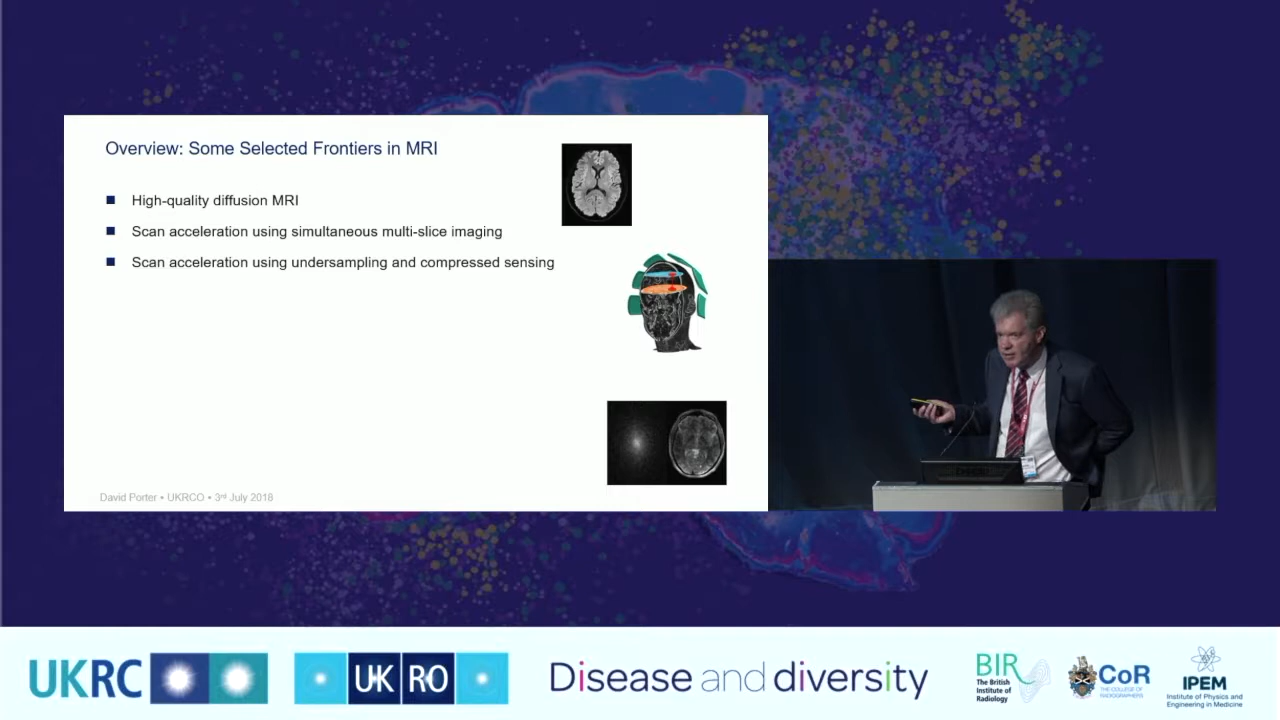 Overview: Some Selected Frontiers in MRI
High-quality diffusion MRI
Scan acceleration using simultaneous multi-slice imaging
Scan acceleration using undersampling and compressed sensing
David Porter • UKRCO • 3rd July 2018
UKRC
UK RO
Disease and diversity
BIR
The British
Institute of
Radiology
CoR
THE COLLEGE OF
RADIOGRAPHERS
IPEM
Institute of Physics and
Engineering in Medicine